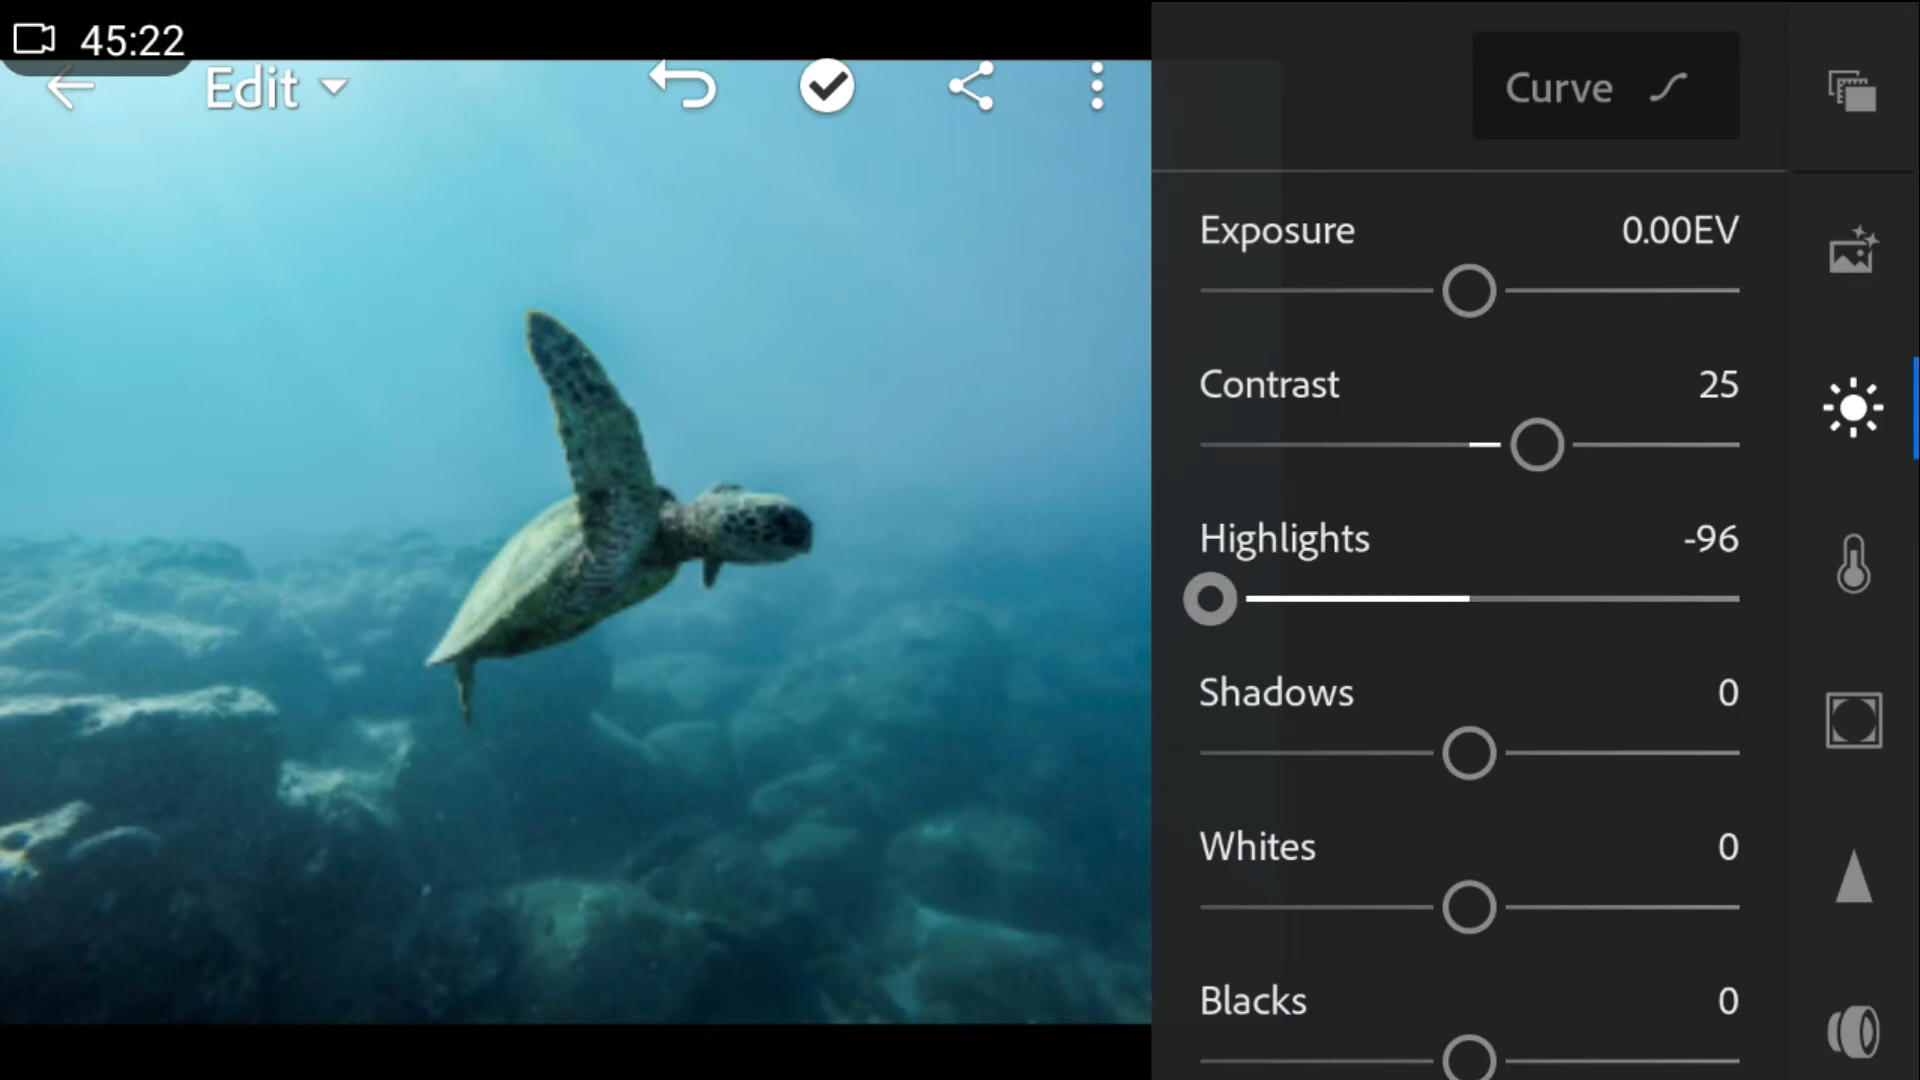 45:22
Edit
Curve
Exposure 0.00EV
Contrast 25
Highlights -96
Shadows 0
Whites 0
Blacks 0